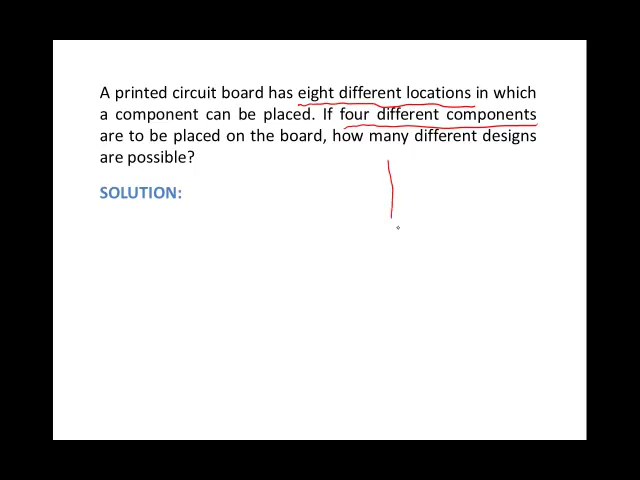 A printed circuit board has eight different locations in which
a component can be placed. If four different components
are to be placed on the board, how many different designs
are possible?
SOLUTION: